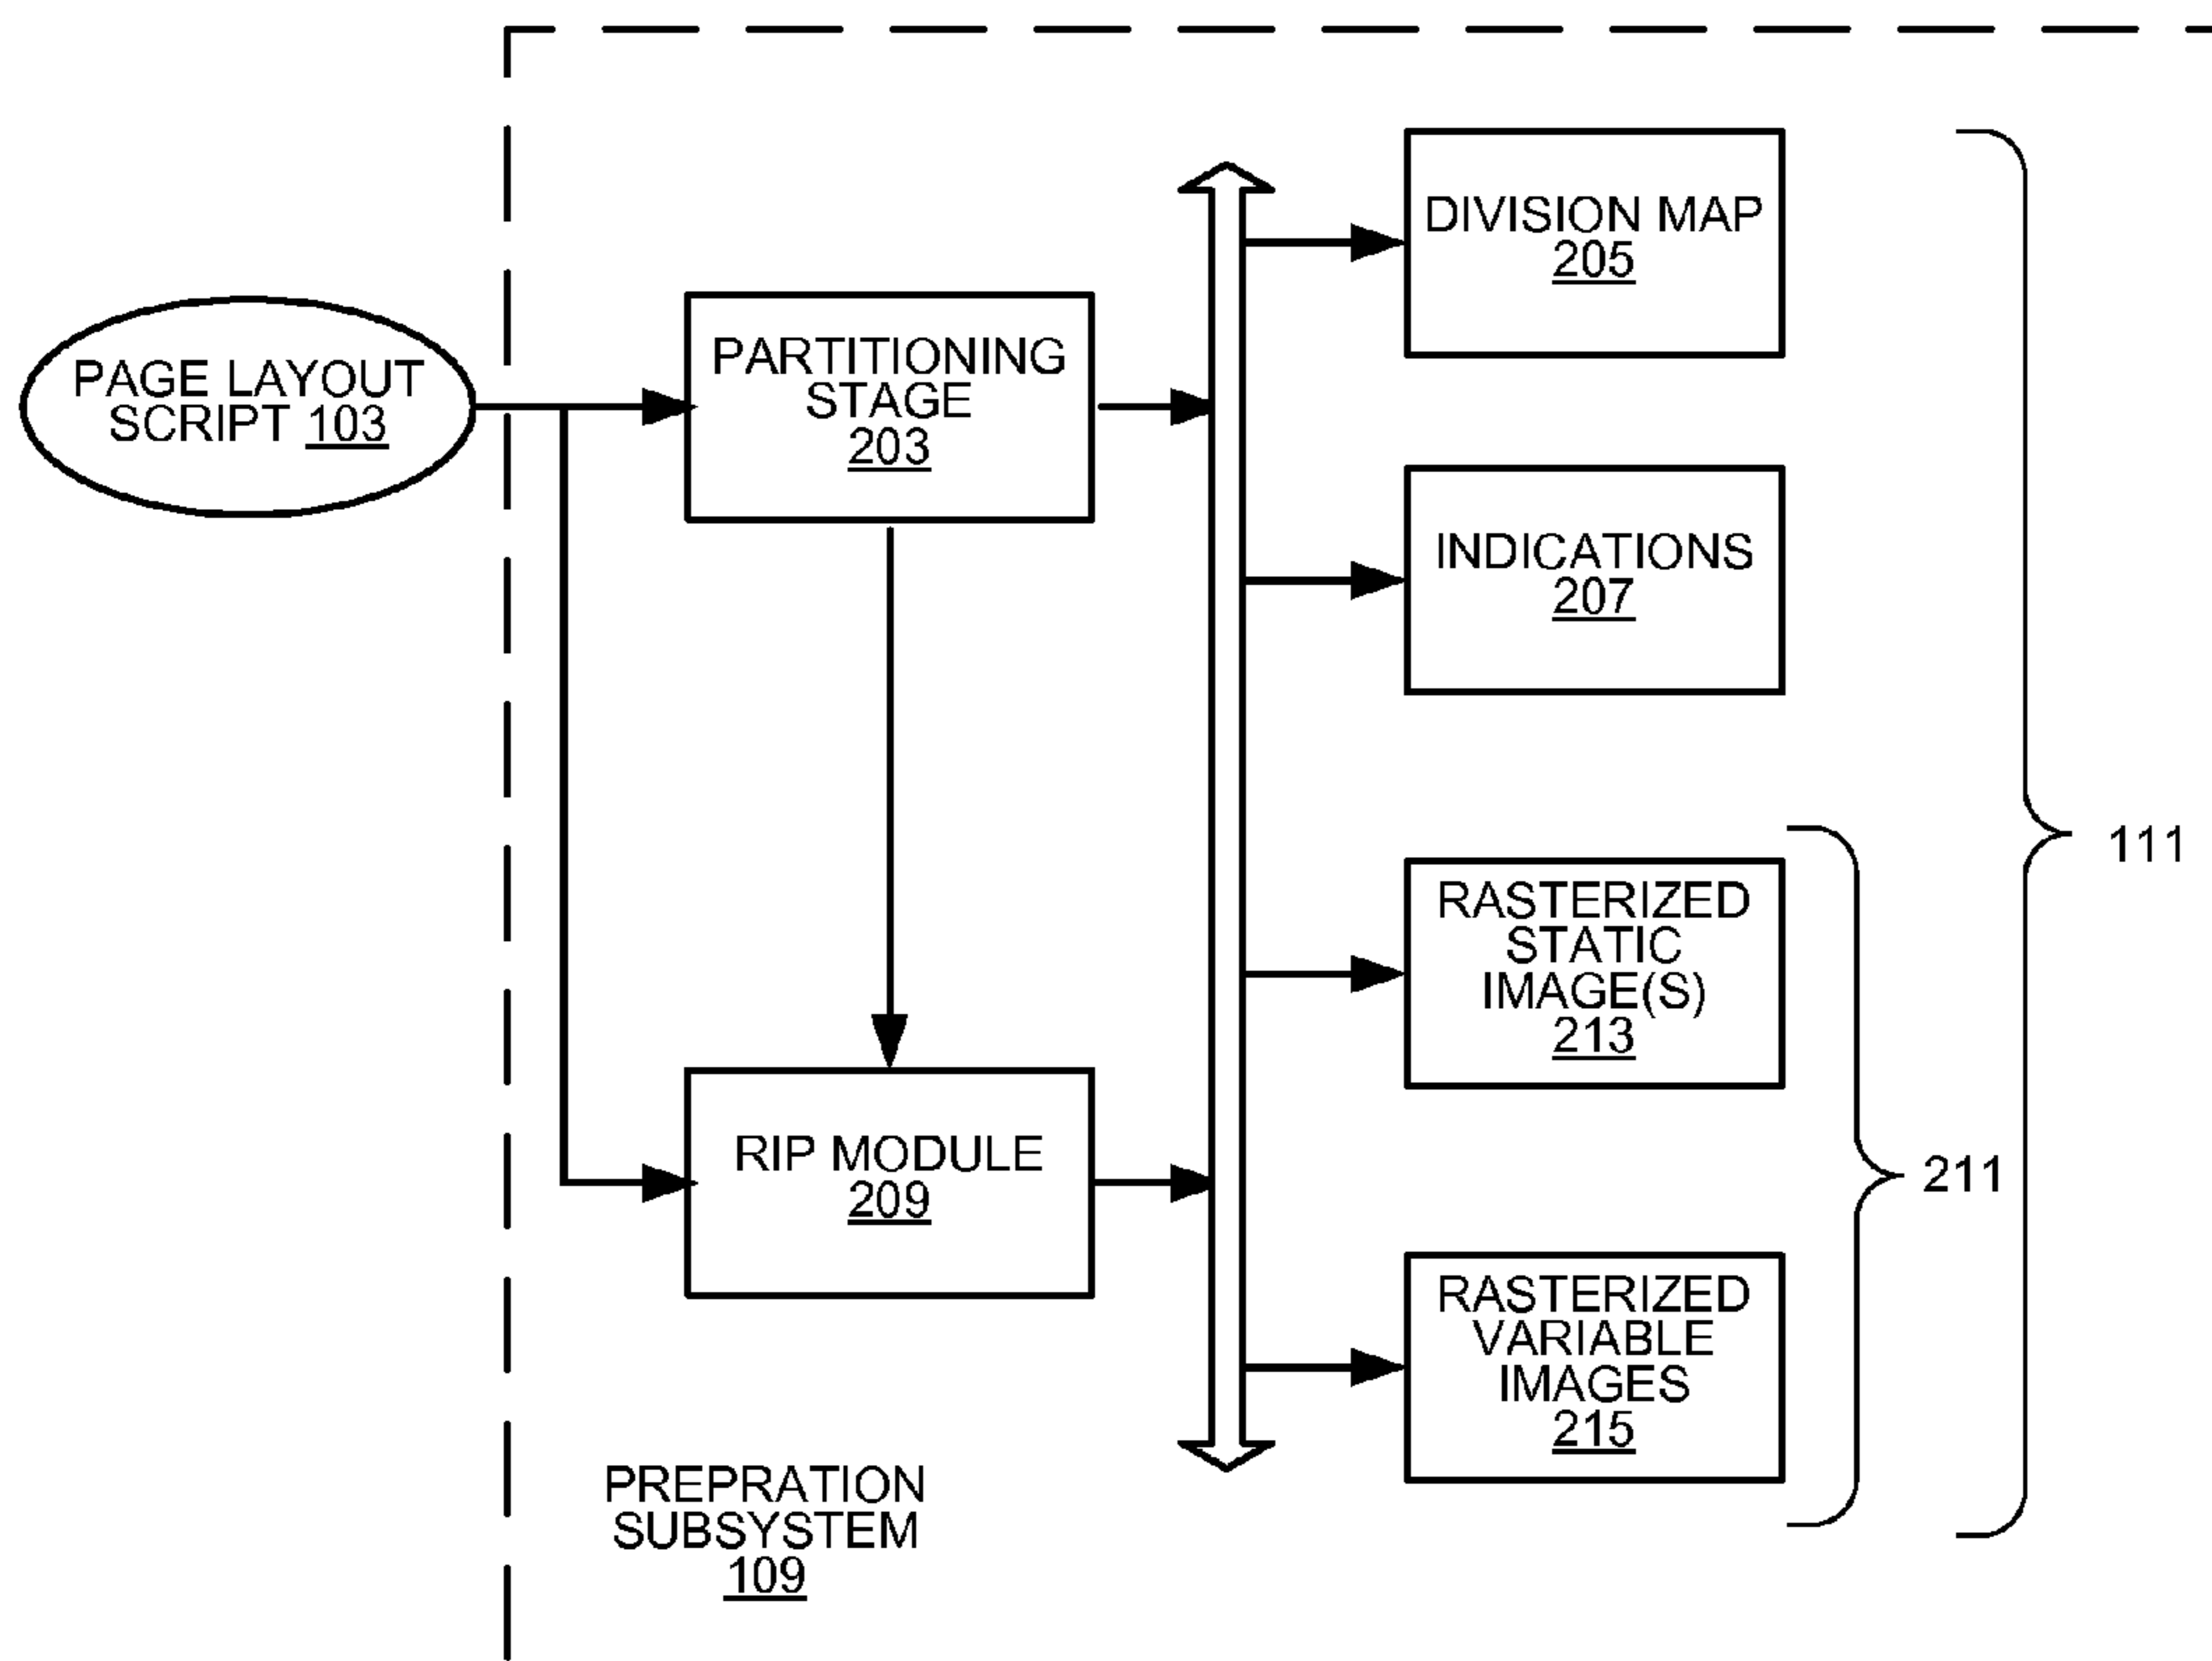 PAGE LAYOUT
SCRIPT 103
PARTITIONING
STAGE
203
RIP MODULE
209
PREPRATION
SUBSYSTEM
109
DIVISION MAP
205
INDICATIONS
207
RASTERIZED
STATIC
IMAGE(S)
213
RASTERIZED
VARIABLE
IMAGES
215
211
111